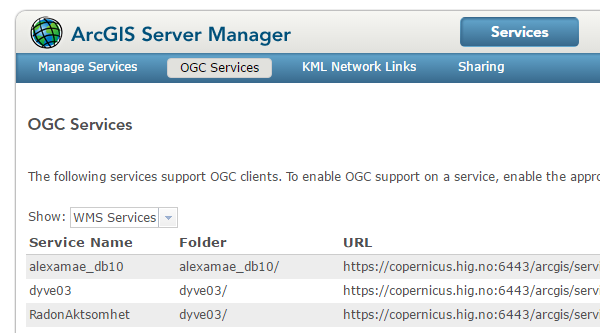 ArcGIS Server Manager Services
Manage Services OGC Services KML Network Links Sharing
OGC Services
The following services support OGC clients. To enable OGC support on a service, enable the appro
Show: WMS Services
Service Name Folder URL
alexamae_db10 alexamae_db10/ https://copernicus.hig.no:6443/arcgis/servi
dyve03 dyve03/ https://copernicus.hig.no:6443/arcgis/servi
RadonAktsomhet dyve03/ https://copernicus.hig.no:6443/arcgis/servi